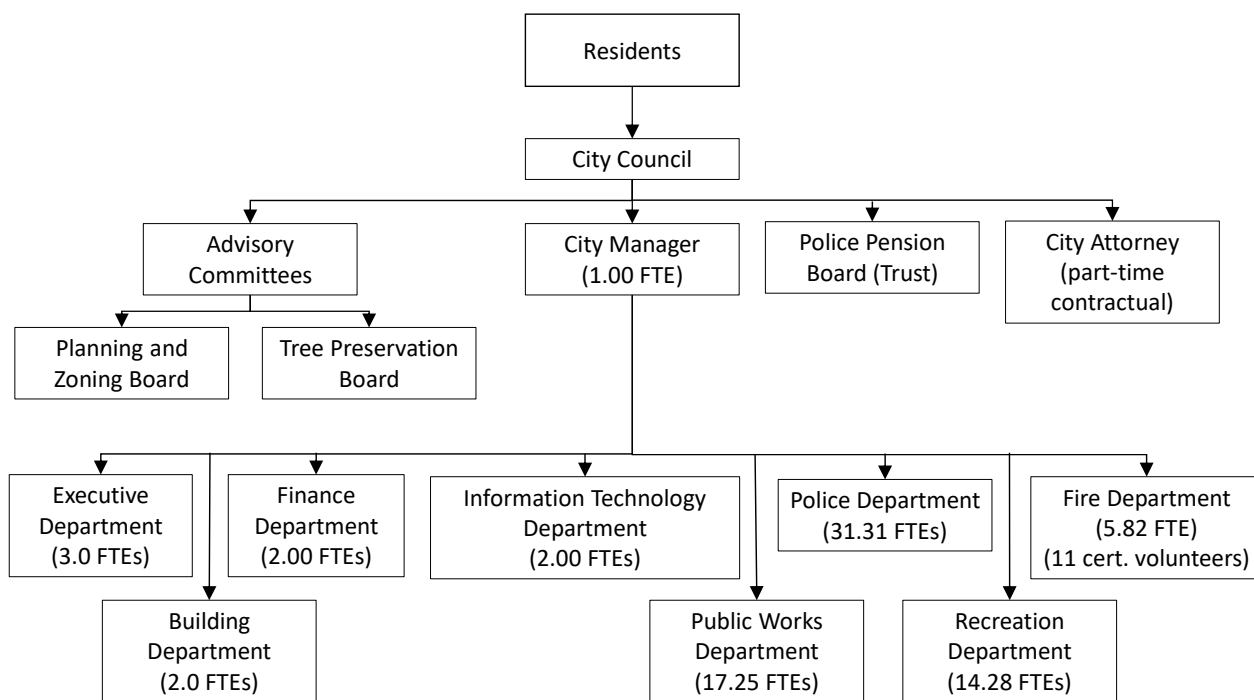 Residents
City Council
Advisory
Committees
City Manager
(1.00 FTE)
Police Pension
Board (Trust)
City Attorney
(part-time
contractual)
Planning and
Zoning Board
Tree Preservation
Board
Executive
Department
(3.0 FTEs)
Finance
Department
(2.00 FTEs)
Information Technology
Department
(2.00 FTEs)
Police Department
(31.31 FTEs)
Fire Department
(5.82 FTE)
(11 cert. volunteers)
Building
Department
(2.0 FTEs)
Public Works
Department
(17.25 FTEs)
Recreation
Department
(14.28 FTEs)